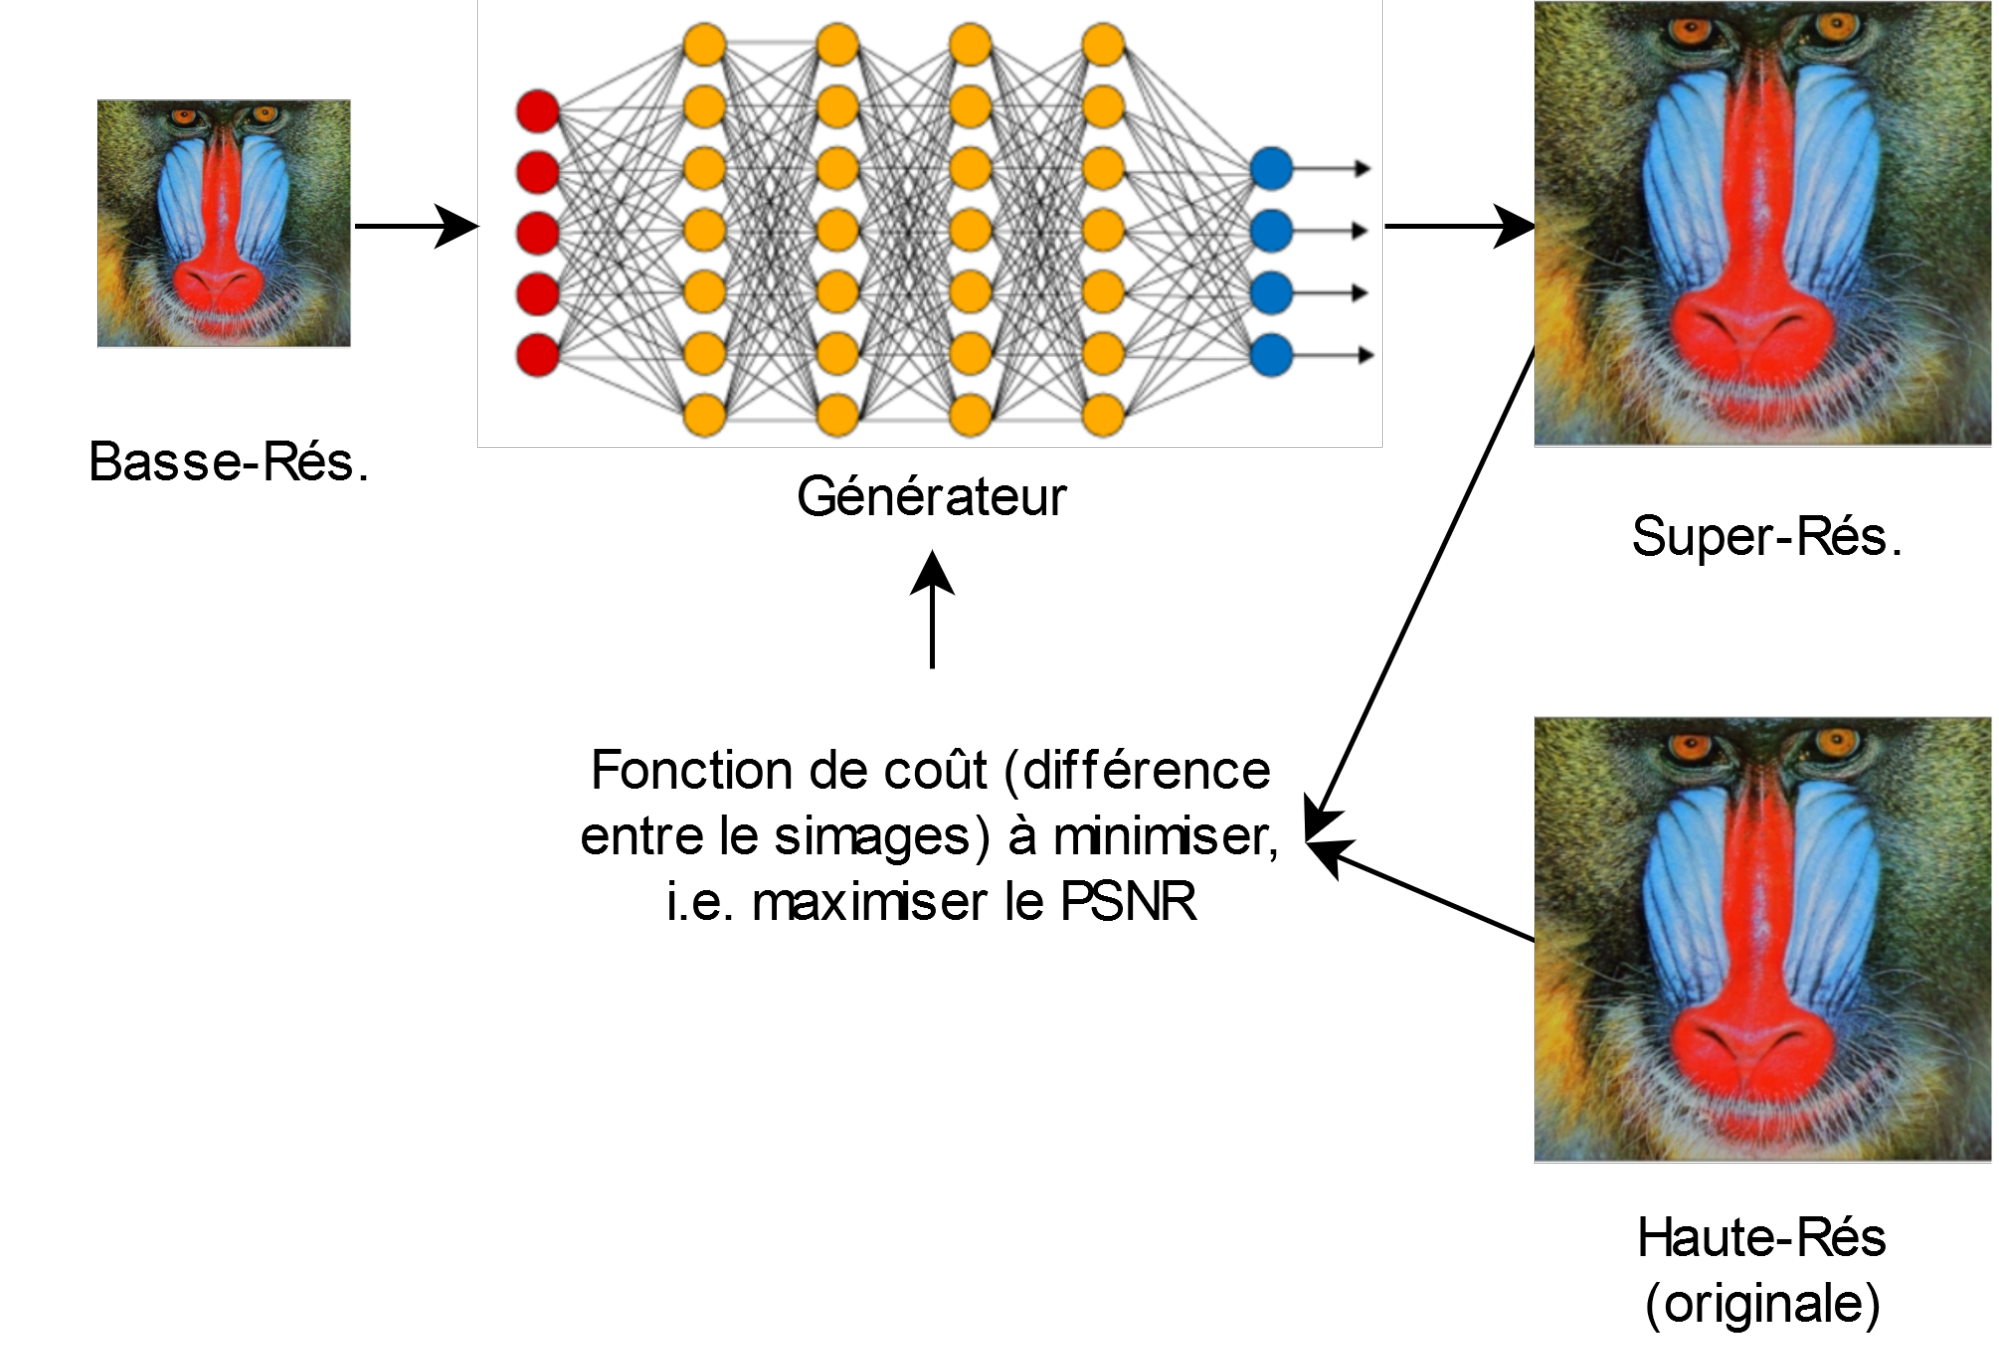 Basse-Rés.
Générateur
Super-Rés.
Fonction de coût (différence
entre le simages) à minimiser,
i.e. maximiser le PSNR
Haute-Rés
(originale)